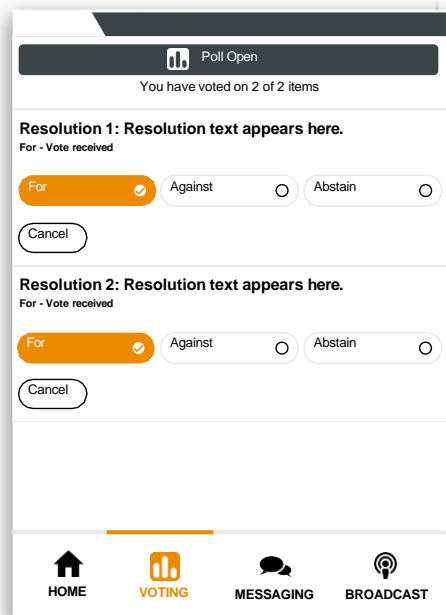 Poll Open
You have voted on 2 of 2 items
Resolution 1: Resolution text appears here.
For - Vote received
For Against Abstain
Cancel
Resolution 2: Resolution text appears here.
For - Vote received
For Against Abstain
Cancel
HOME VOTING MESSAGING BROADCAST